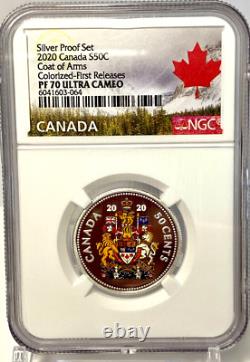 Silver Proof Set
2020 Canada S50C
Coat of Arms
Colorized-First Releases
PF 70 ULTRA CAMEO
6041603-064
CANADA
NGC
20 20
CANADA
50 CENTS